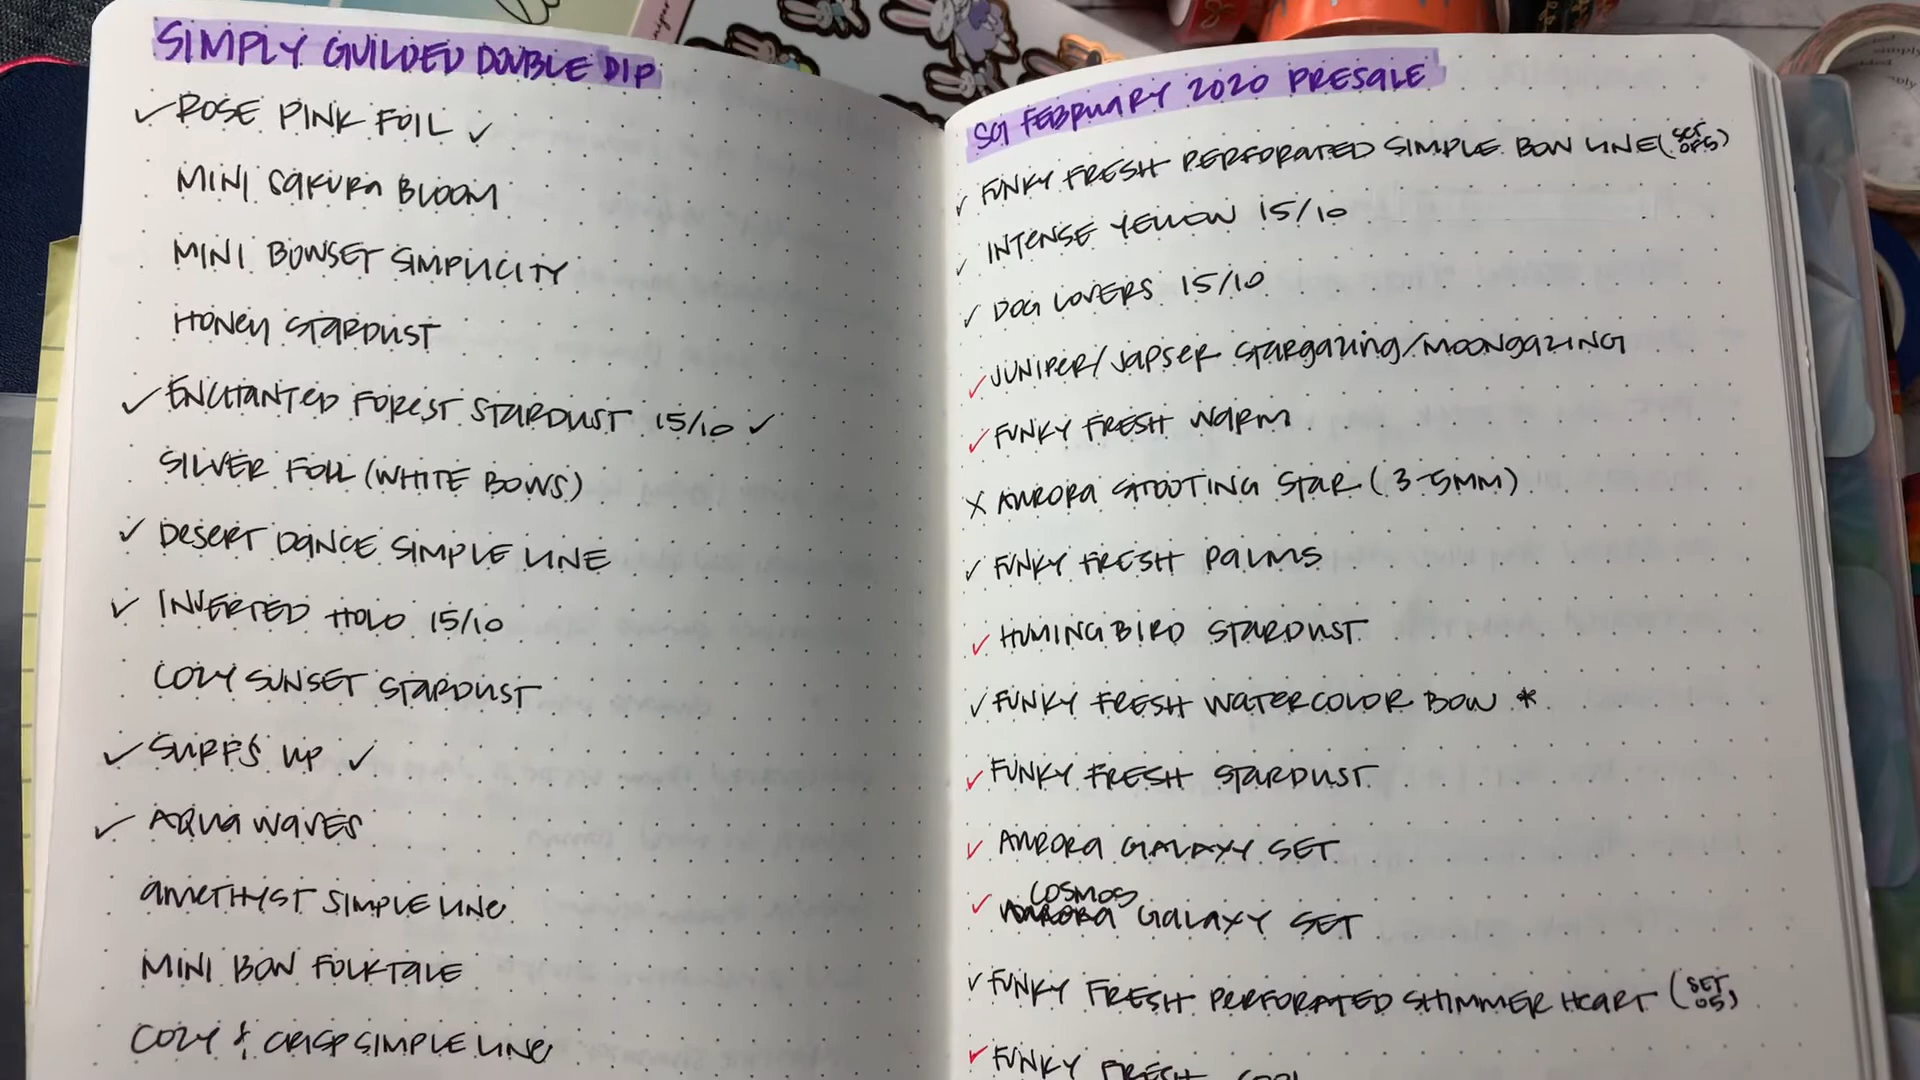 SIMPLY GUILDED DOUBLE DIP
✓ ROSE PINK FOIL ✓
MINI SAKURA BLOOM
MINI BOWSET SIMPLICITY
HONEY STARDUST
✓ ENCHANTED FOREST STARDUST 15/10 ✓
SILVER FOIL (WHITE BOWS)
✓ DESERT DANCE SIMPLE LINE
✓ INVERTED HOLO 15/10
COZY SUNSET STARDUST
✓ SURFS UP ✓
✓ AQUA WAVES
AMETHYST SIMPLE LINE
MINI BOW FOLKTALE
COZY & CRISP SIMPLE LINE
SG FEBRUARY 2020 PRESALE
✓ FUNKY FRESH PERFORATED SIMPLE BOW LINE (SET OF 5)
✓ INTENSE YELLOW 15/10
✓ DOG LOVERS 15/10
✓ JUNIPER/JAPSER STARGAZING/MOONGAZING
✓ FUNKY FRESH WARM
X AURORA SHOOTING STAR (3-5MM)
✓ FUNKY FRESH PALMS
✓ HUMINGBIRD STARDUST
✓ FUNKY FRESH WATERCOLOR BOW *
✓ FUNKY FRESH STARDUST
✓ AURORA GALAXY SET
✓ COSMOS GALAXY SET
✓ FUNKY FRESH PERFORATED SHIMMER HEART (SET OF 5)
✓ FUNKY FRESH COOL